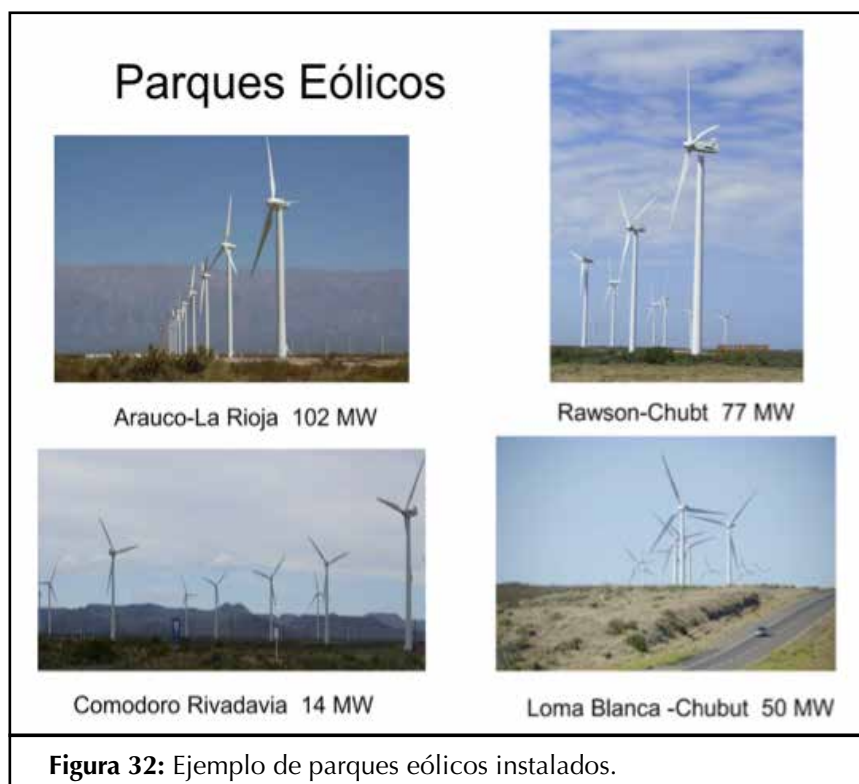 Parques Eólicos
Arauco-La Rioja 102 MW
Rawson-Chubt 77 MW
Comodoro Rivadavia 14 MW
Loma Blanca -Chubut 50 MW
Figura 32: Ejemplo de parques eólicos instalados.